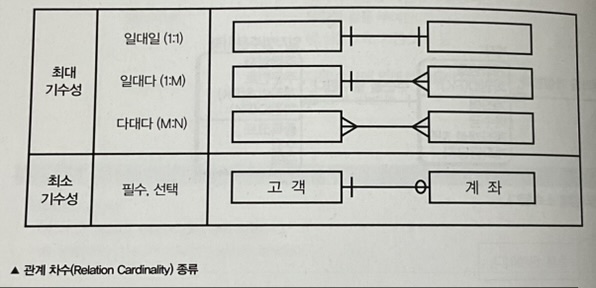 최대
기수성
일대일 (1:1)
일대다 (1:M)
다대다 (M:N)
최소
기수성
필수, 선택
고 객
계 좌
▲ 관계 차수(Relation Cardinality) 종류